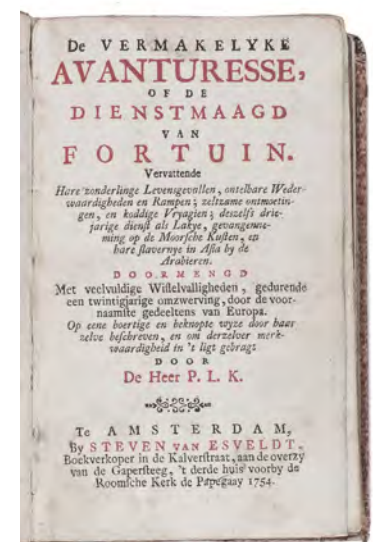 De VERMAKELYKE
AVANTURESSE,
OF DE
DIENSTMAAGD
VAN
FORTUIN.
Vervattende
Hare zonderlinge Levensgevallen, ontelbare Weder-
waardigheden en Rampen; zeltzame ontmoetin-
gen, en koddige Vryagien; deszelfs drie-
jarige dienst als Lakye, gevangenne-
ming op de Moorsche Kusten, en
hare slavernye in Asia by de
Arabieren.
DOORMENGD
Met veelvuldige Wisselvalligheden, gedurende
een twintigjarige omzwerving, door de voor-
naamste gedeeltens van Europa.
Op eene boertige en beknopte wyze door haar
zelve beschreven, en om derzelver merk-
waardigheid in 't ligt gebragt
DOOR
De Heer P. L. K.
Te AMSTERDAM,
By STEVEN VAN ESVELDT.
Boekverkoper in de Kalverstraat, aan de overzy
van de Gapersteeg, 't derde huis voorby de
Roomsche Kerk de Papegaay 1754.